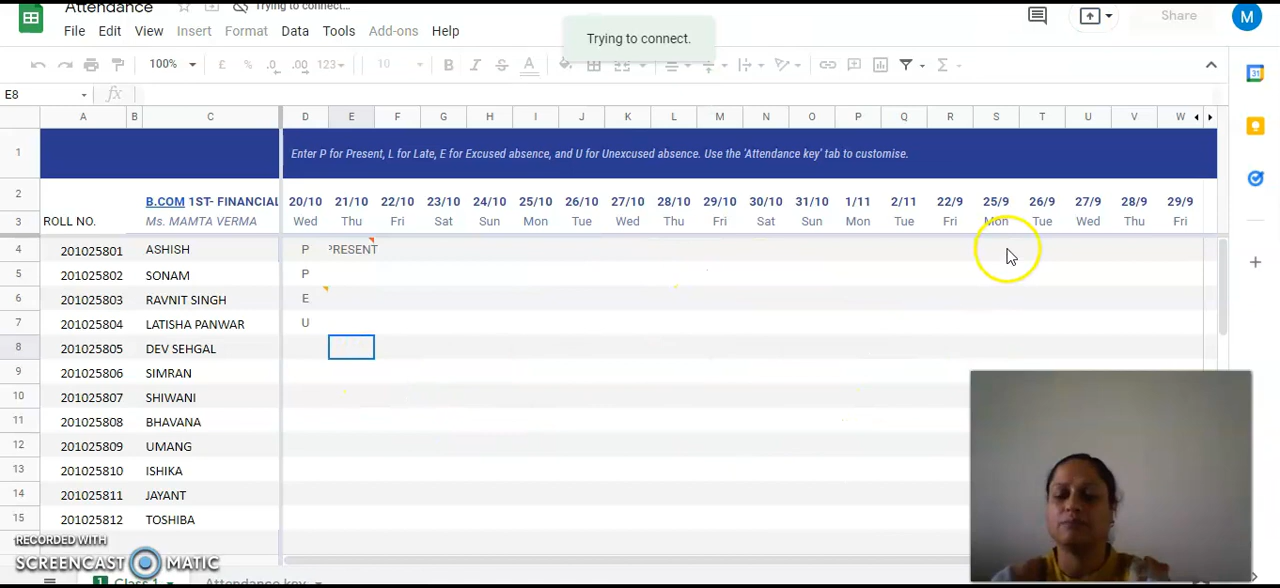 Attendance
Trying to connect...
File Edit View Insert Format Data Tools Add-ons Help
Trying to connect.
Share
M
100% £ % .0 .00 123 10 B I S A Σ
E8 fx
31
A B C D E F G H I J K L M N O P Q R S T U V W
1 Enter P for Present, L for Late, E for Excused absence, and U for Unexcused absence. Use the 'Attendance key' tab to customise.
2 B.COM 1ST- FINANCIAL 20/10 21/10 22/10 23/10 24/10 25/10 26/10 27/10 28/10 29/10 30/10 31/10 1/11 2/11 22/9 25/9 26/9 27/9 28/9 29/9
3 ROLL NO. Ms. MAMTA VERMA Wed Thu Fri Sat Sun Mon Tue Wed Thu Fri Sat Sun Mon Tue Fri Mon Tue Wed Thu Fri
4 201025801 ASHISH P PRESENT
5 201025802 SONAM P
6 201025803 RAVNIT SINGH E
7 201025804 LATISHA PANWAR U
8 201025805 DEV SEHGAL
9 201025806 SIMRAN
10 201025807 SHIWANI
11 201025808 BHAVANA
12 201025809 UMANG
13 201025810 ISHIKA
14 201025811 JAYANT
15 201025812 TOSHIBA
RECORDED WITH
SCREENCAST MATIC
1 Class 1 Attendance key